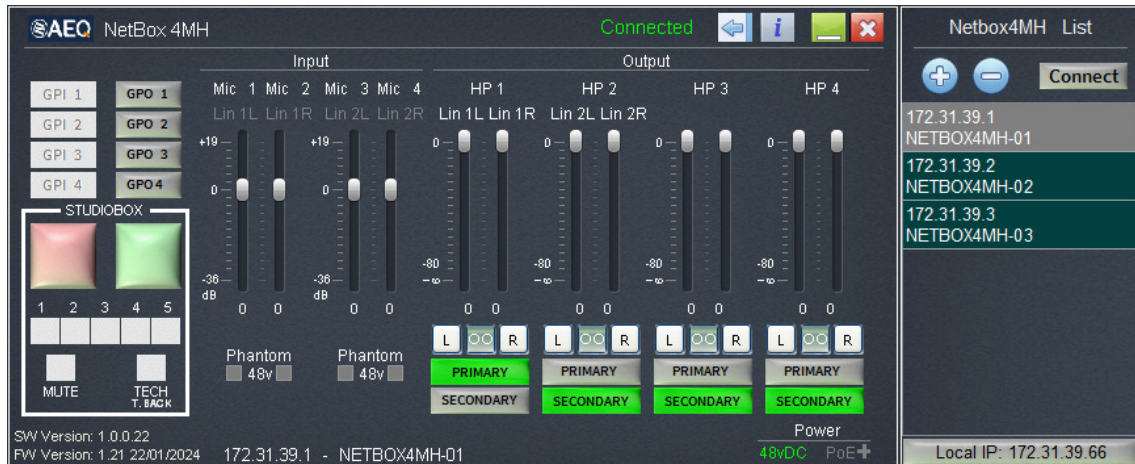 AEQ NetBox 4MH Connected i
Input Output
Mic 1 Mic 2 Mic 3 Mic 4 HP 1 HP 2 HP 3 HP 4
Lin 1L Lin 1R Lin 2L Lin 2R Lin 1L Lin 1R Lin 2L Lin 2R
GPI 1 GPO 1
GPI 2 GPO 2
GPI 3 GPO 3
GPI 4 GPO 4
+19 +19 0 0 0 0
0 0
-80 -80 -80 -80
-36 -36 -∞ -∞ -∞ -∞
dB dB
0 0 0 0 0 0 0 0 0 0 0 0
STUDIOBOX
1 2 3 4 5
MUTE TECH
T. BACK
Phantom Phantom
48v 48v
L R L R L R L R
PRIMARY PRIMARY PRIMARY PRIMARY
SECONDARY SECONDARY SECONDARY SECONDARY
Power
48vDC PoE
SW Version: 1.0.0.22
FW Version: 1.21 22/01/2024 172.31.39.1 - NETBOX4MH-01
Netbox4MH List
Connect
172.31.39.1
NETBOX4MH-01
172.31.39.2
NETBOX4MH-02
172.31.39.3
NETBOX4MH-03
Local IP: 172.31.39.66